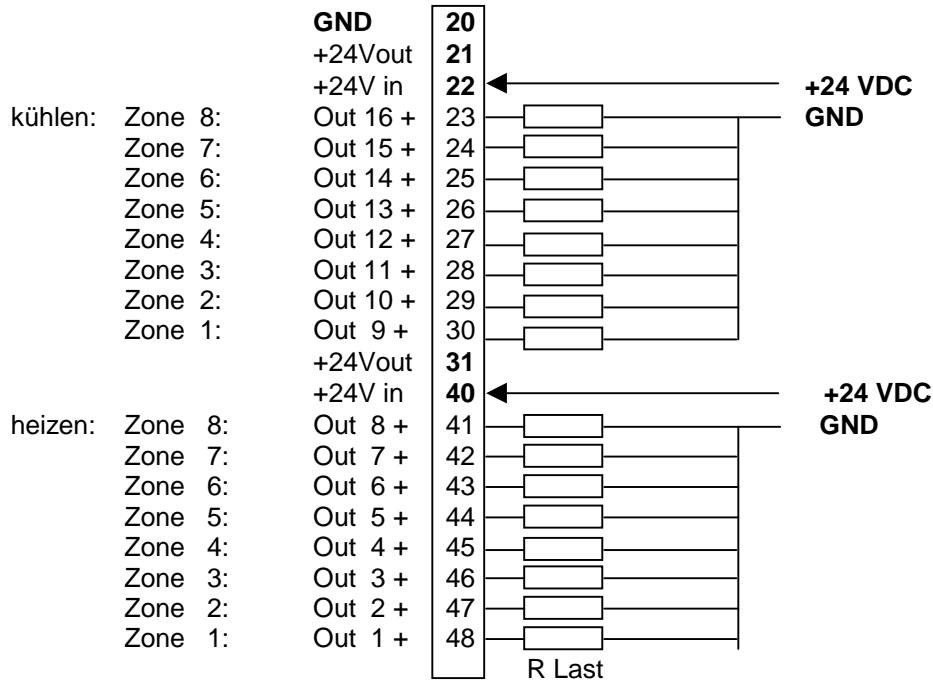 GND 20
+24Vout 21
+24V in 22 +24 VDC
kühlen: Zone 8: Out 16 + 23 GND
Zone 7: Out 15 + 24
Zone 6: Out 14 + 25
Zone 5: Out 13 + 26
Zone 4: Out 12 + 27
Zone 3: Out 11 + 28
Zone 2: Out 10 + 29
Zone 1: Out 9 + 30
+24Vout 31
+24V in 40 +24 VDC
heizen: Zone 8: Out 8 + 41 GND
Zone 7: Out 7 + 42
Zone 6: Out 6 + 43
Zone 5: Out 5 + 44
Zone 4: Out 4 + 45
Zone 3: Out 3 + 46
Zone 2: Out 2 + 47
Zone 1: Out 1 + 48
R Last